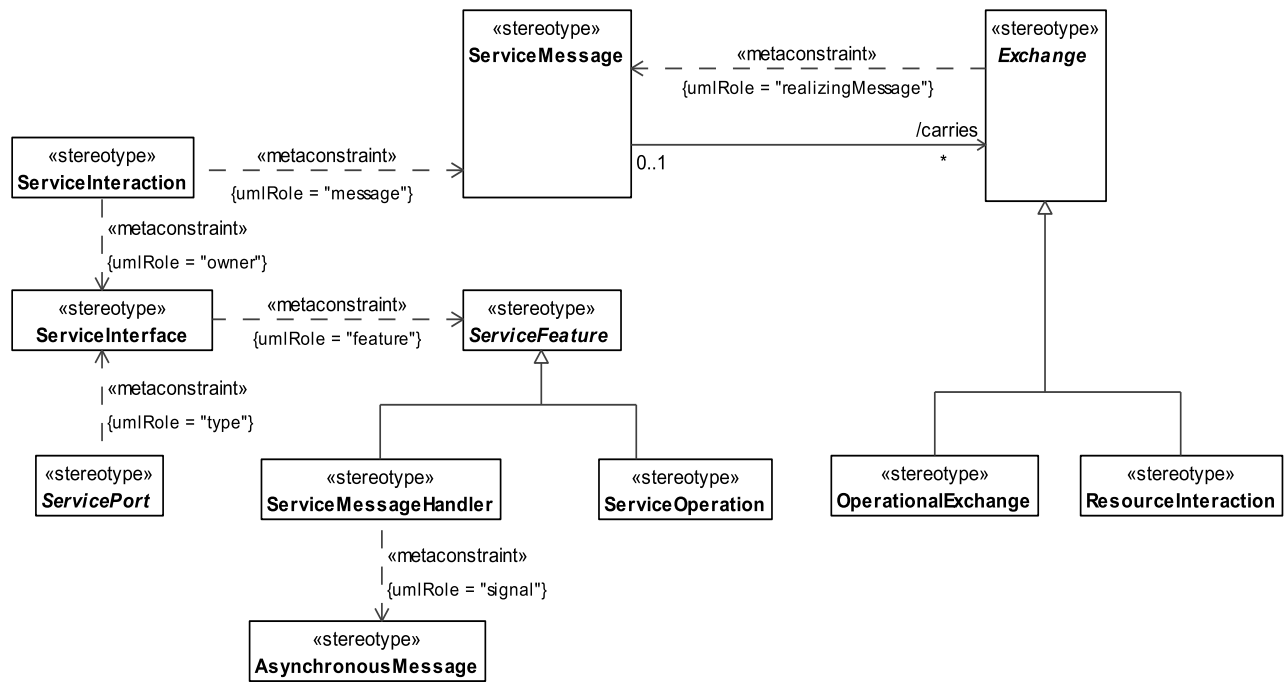 «stereotype»
ServiceMessage
«stereotype»
Exchange
«metaconstraint»
{umlRole = "realizingMessage"}
/carries
0..1
*
«stereotype»
ServiceInteraction
«metaconstraint»
{umlRole = "message"}
«metaconstraint»
{umlRole = "owner"}
«stereotype»
ServiceInterface
«metaconstraint»
{umlRole = "feature"}
«stereotype»
ServiceFeature
«metaconstraint»
{umlRole = "type"}
«stereotype»
ServicePort
«stereotype»
ServiceMessageHandler
«stereotype»
ServiceOperation
«stereotype»
OperationalExchange
«stereotype»
ResourceInteraction
«metaconstraint»
{umlRole = "signal"}
«stereotype»
AsynchronousMessage